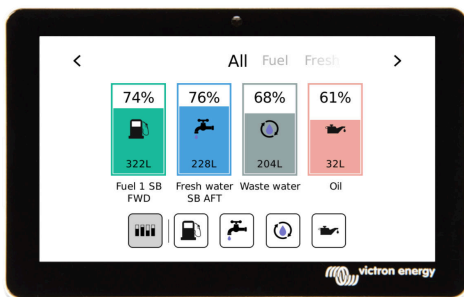 All Fuel Fresh
74% 76% 68% 61%
322L 228L 204L 32L
Fuel 1 SB Fresh water Waste water Oil
FWD SB AFT
victron energy